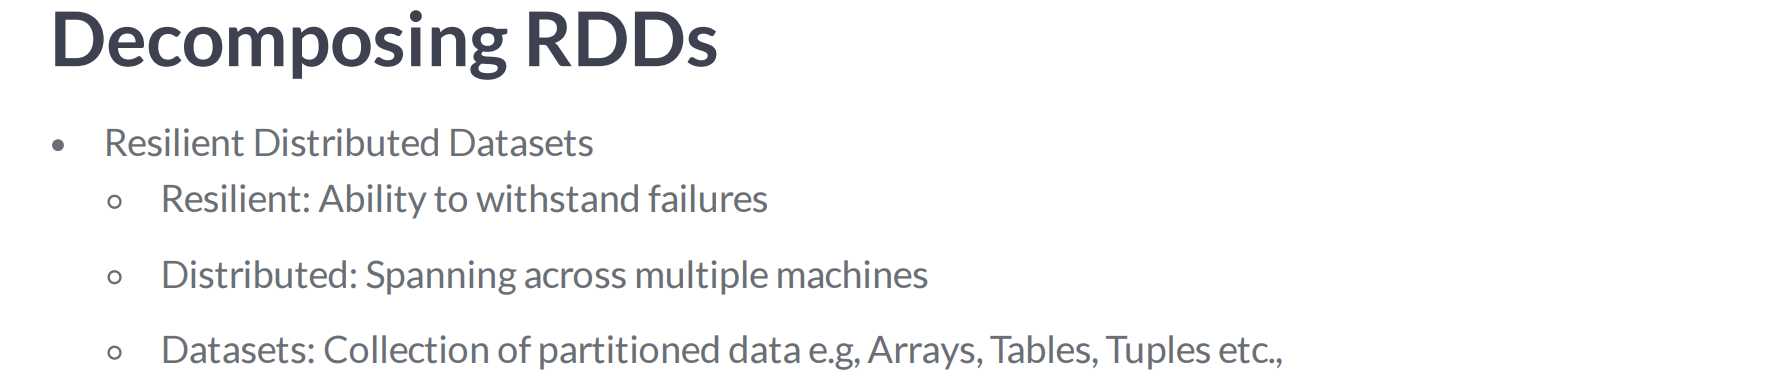 Decomposing RDDs
• Resilient Distributed Datasets
○ Resilient: Ability to withstand failures
○ Distributed: Spanning across multiple machines
○ Datasets: Collection of partitioned data e.g, Arrays, Tables, Tuples etc.,